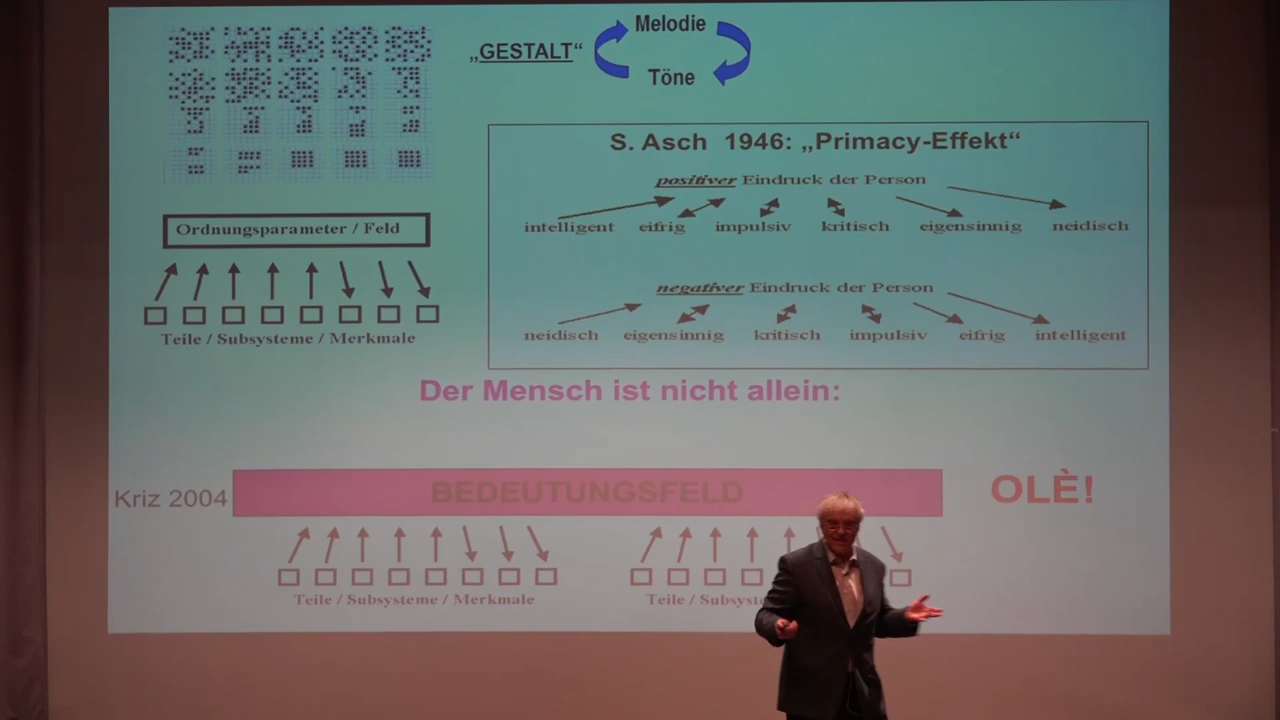 Melodie
„GESTALT“
Töne
S. Asch 1946: „Primacy-Effekt“
positiver Eindruck der Person
intelligent eifrig impulsiv kritisch eigensinnig neidisch
Ordnungsparameter / Feld
Teile / Subsysteme / Merkmale
negativer Eindruck der Person
neidisch eigensinnig kritisch impulsiv eifrig intelligent
Der Mensch ist nicht allein:
Kriz 2004
BEDEUTUNGSFELD
OLÈ!
Teile / Subsysteme / Merkmale
Teile /